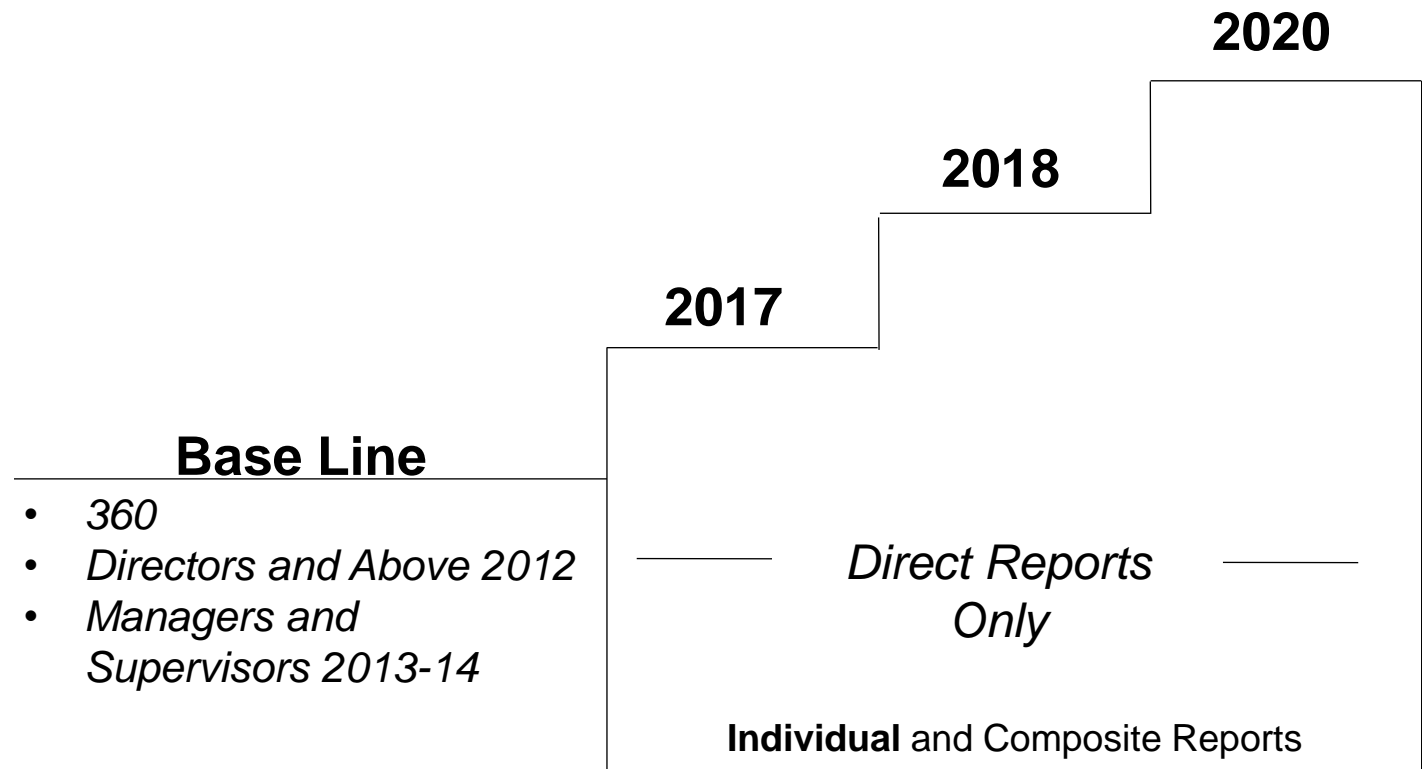 2020
2018
2017
Base Line
• 360
• Directors and Above 2012
• Managers and
Supervisors 2013-14
Direct Reports
Only
Individual and Composite Reports